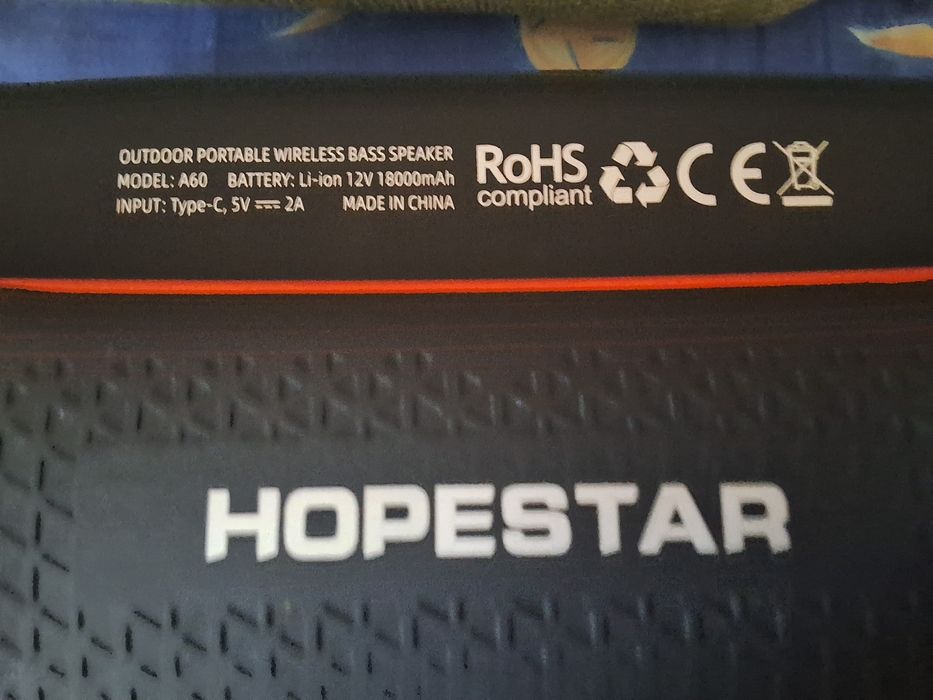 OUTDOOR PORTABLE WIRELESS BASS SPEAKER
MODEL: A60 BATTERY: Li-ion 12V 18000mAh
INPUT: Type-C, 5V ⎓ 2A MADE IN CHINA
RoHS
compliant
CE
HOPESTAR